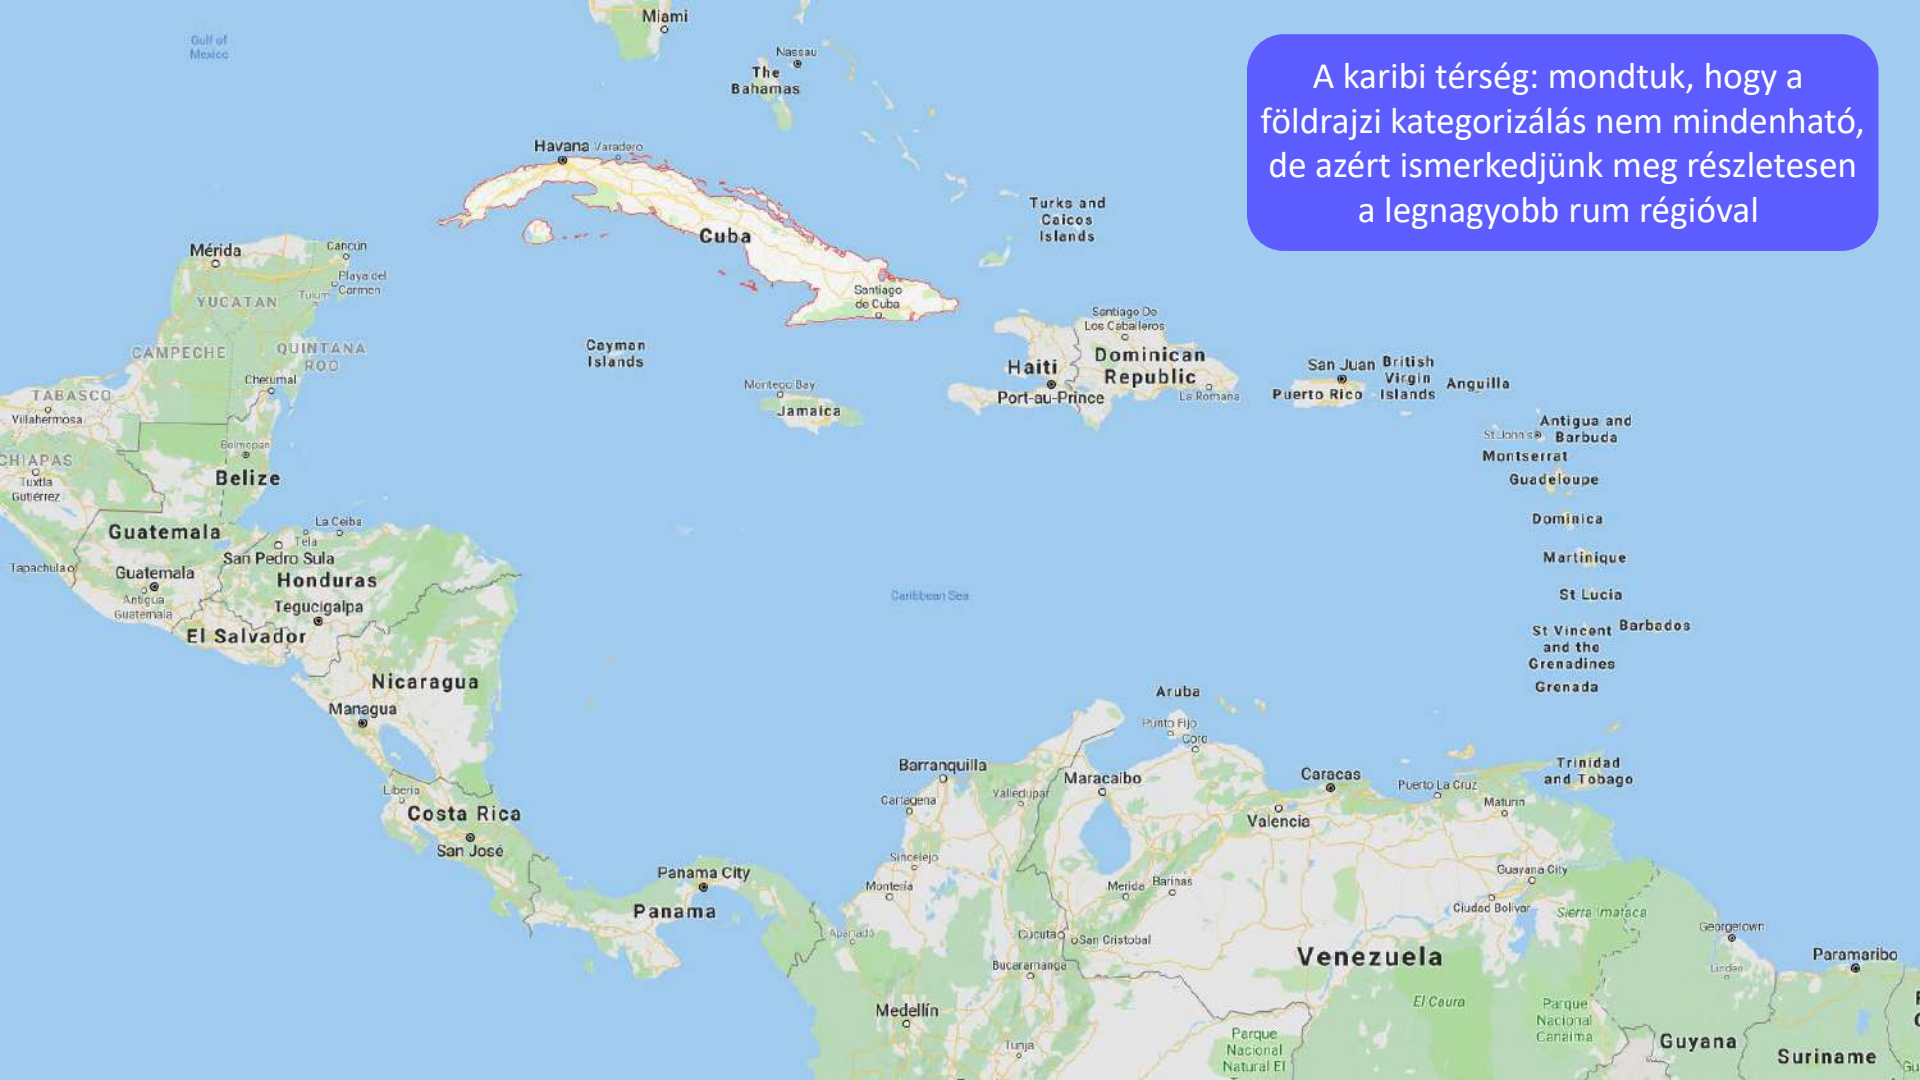 A karibi térség: mondtuk, hogy a
földrajzi kategorizálás nem mindenható,
de azért ismerkedjünk meg részletesen
a legnagyobb rum régióval
Miami
Gulf of
Mexico
Nassau
The
Bahamas
Havana
Varadero
Turks and
Caicos
Islands
Cuba
Mérida
Cancún
Playa del
Carmen
Tulum
YUCATAN
Santiago
de Cuba
Santiago De
Los Caballeros
CAMPECHE
QUINTANA
ROO
Cayman
Islands
Haiti
Dominican
Republic
San Juan
British
Virgin
Islands
Anguilla
Chetumal
TABASCO
Villahermosa
Montego Bay
Jamaica
Port-au-Prince
La Romana
Puerto Rico
Antigua and
Barbuda
St John's
Belmopan
CHIAPAS
Tuxtla
Gutiérrez
Belize
Montserrat
Guadeloupe
Guatemala
La Ceiba
Tela
San Pedro Sula
Dominica
Tapachula
Guatemala
Antigua
Guatemala
Honduras
Tegucigalpa
Martinique
Caribbean Sea
St Lucia
El Salvador
St Vincent
and the
Grenadines
Barbados
Nicaragua
Managua
Grenada
Aruba
Punto Fijo
Coro
Barranquilla
Maracaibo
Caracas
Puerto La Cruz
Trinidad
and Tobago
Liberia
Cartagena
Valledupar
Maturin
Costa Rica
San José
Valencia
Sincelejo
Panama City
Montería
Merida
Barinas
Guayana City
Panama
Ciudad Bolivar
Sierra Imataca
Apartadó
Cucuta
San Cristobal
Georgetown
Bucaramanga
Venezuela
Paramaribo
Linden
Medellín
El Caura
Parque
Nacional
Canaima
Tunja
Parque
Nacional
Natural El
Guyana
Suriname